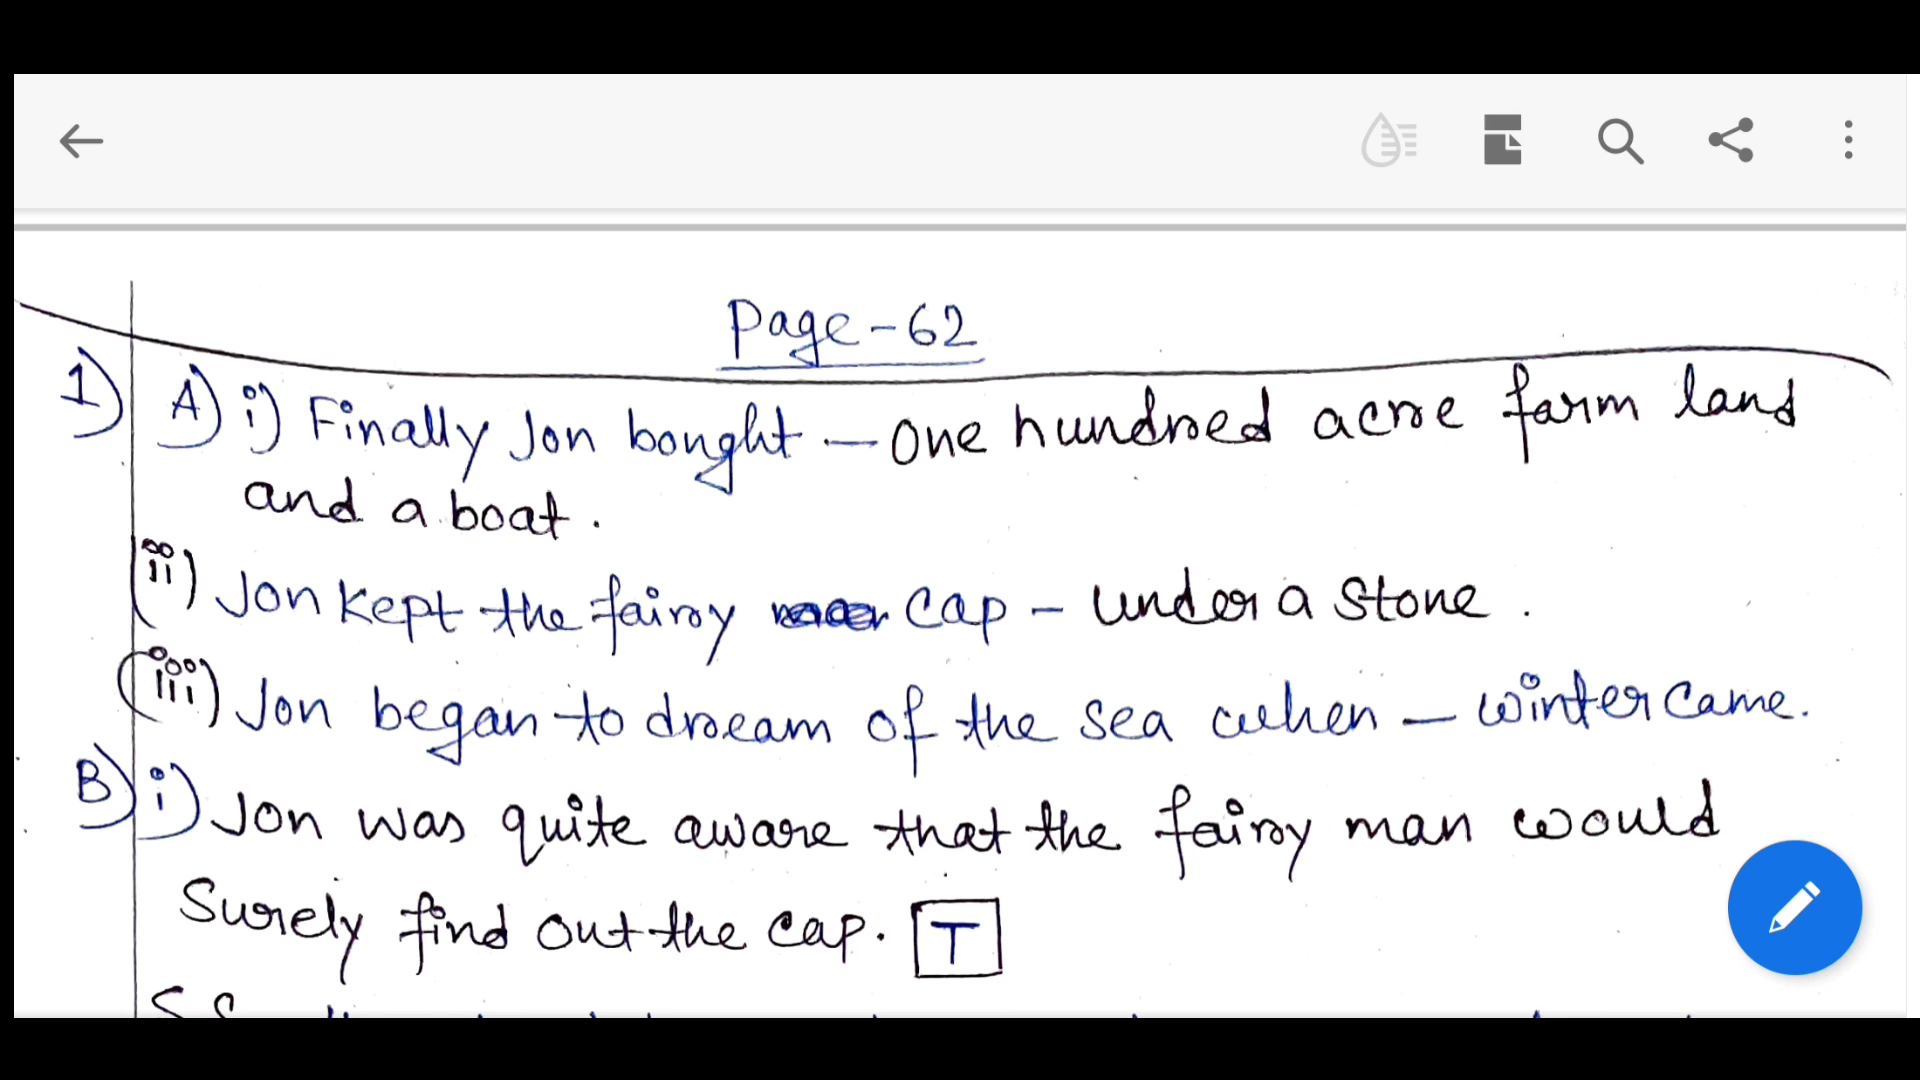 Page-62
1) A) i) Finally Jon bought - one hundred acre farm land
and a boat.
(ii) Jon kept the fairy cap - under a stone.
(iii) Jon began to dream of the sea when - winter came.
B) i) Jon was quite aware that the fairy man would
Surely find out the cap. T